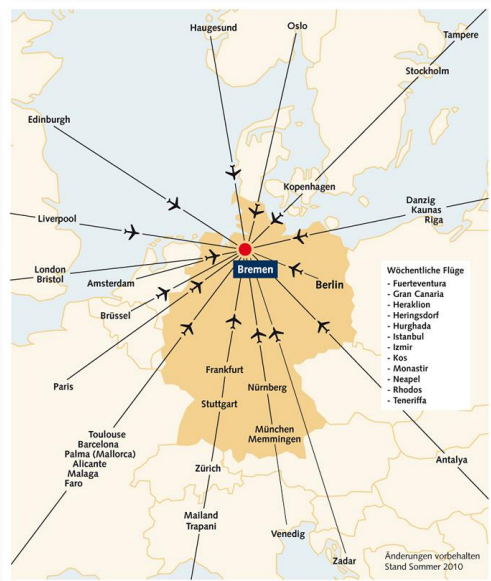 Haugesund
Oslo
Tampere
Stockholm
Edinburgh
Kopenhagen
Danzig
Kaunas
Riga
Liverpool
London
Bristol
Bremen
Amsterdam
Berlin
Brüssel
Wöchentliche Flüge
- Fuerteventura
- Gran Canaria
- Heraklion
- Heringsdorf
- Hurghada
- Istanbul
- Izmir
- Kos
- Monastir
- Neapel
- Rhodos
- Teneriffa
Paris
Frankfurt
Nürnberg
Stuttgart
München
Memmingen
Toulouse
Barcelona
Palma (Mallorca)
Alicante
Malaga
Faro
Zürich
Antalya
Mailand
Trapani
Venedig
Zadar
Änderungen vorbehalten
Stand Sommer 2010